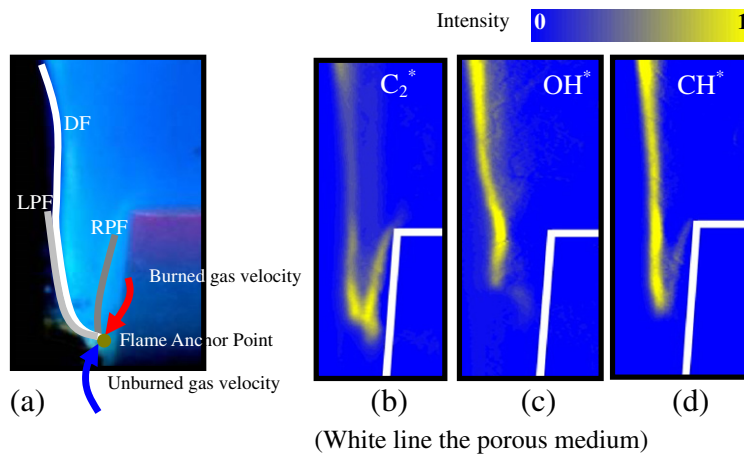 Intensity 0 1
C2* OH* CH*
DF
LPF
RPF
Burned gas velocity
Flame Anchor Point
Unburned gas velocity
(a) (b) (c) (d)
(White line the porous medium)